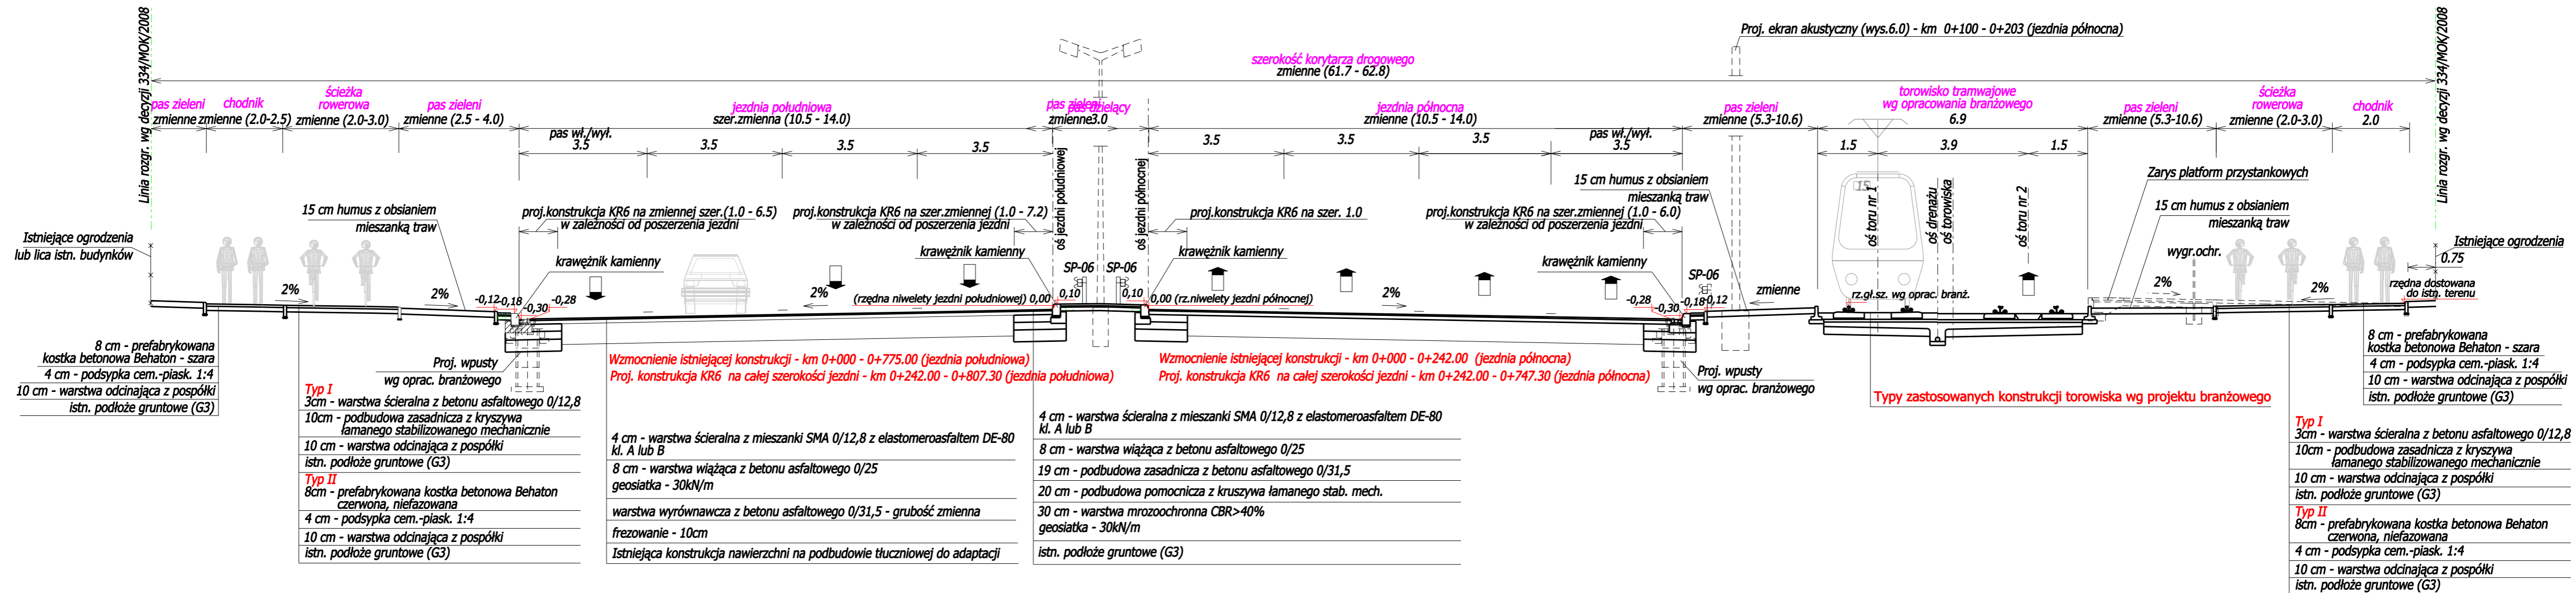 Linia rozgr. wg decyzji 334/MOK/2008
szerokość korytarza drogowego
zmienne (61.7 - 62.8)
Proj. ekran akustyczny (wys.6.0) - km 0+100 - 0+203 (jezdnia północna)
Linia rozgr. wg decyzji 334/MOK/2008
pas zieleni
zmienne
chodnik
zmienne (2.0-2.5)
ścieżka
rowerowa
zmienne (2.0-3.0)
pas zieleni
zmienne (2.5 - 4.0)
jezdnia południowa
szer.zmienna (10.5 - 14.0)
pas zieleni
pas dzielący
zmienne
3.0
jezdnia północna
zmienne (10.5 - 14.0)
pas zieleni
zmienne (5.3-10.6)
torowisko tramwajowe
wg opracowania branżowego
6.9
pas zieleni
zmienne (5.3-10.6)
ścieżka
rowerowa
zmienne (2.0-3.0)
chodnik
2.0
pas wł./wył.
3.5
3.5
3.5
3.5
3.5
3.5
3.5
pas wł./wył.
3.5
1.5
3.9
1.5
oś jezdni południowej
oś jezdni północnej
15
oś toru nr 1
oś drenażu
oś torowiska
oś toru nr 2
Istniejące ogrodzenia
lub lica istn. budynków
15 cm humus z obsianiem
mieszanką traw
proj.konstrukcja KR6 na zmiennej szer.(1.0 - 6.5)
w zależności od poszerzenia jezdni
proj.konstrukcja KR6 na szer.zmiennej (1.0 - 7.2)
w zależności od poszerzenia jezdni
proj.konstrukcja KR6 na szer. 1.0
proj.konstrukcja KR6 na szer.zmiennej (1.0 - 6.0)
w zależności od poszerzenia jezdni
15 cm humus z obsianiem
mieszanką traw
Zarys platform przystankowych
15 cm humus z obsianiem
mieszanką traw
wygr.ochr.
Istniejące ogrodzenia
0.75
rzędna dostowana
do istn. terenu
krawężnik kamienny
krawężnik kamienny
krawężnik kamienny
krawężnik kamienny
SP-06
SP-06
SP-06
2%
2%
-0,12
-0,18
-0,30
-0,28
2%
(rzędna niwelety jezdni południowej) 0,00
0,10
0,10
0,00 (rz.niwelety jezdni północnej)
2%
-0,28
-0,30
-0,18
0,12
zmienne
rz.gł.sz. wg oprac. branż.
2%
2%
8 cm - prefabrykowana
kostka betonowa Behaton - szara
4 cm - podsypka cem.-piask. 1:4
10 cm - warstwa odcinająca z pospółki
istn. podłoże gruntowe (G3)
Typ I
3cm - warstwa ścieralna z betonu asfaltowego 0/12,8
10cm - podbudowa zasadnicza z kryszywa
łamanego stabilizowanego mechanicznie
10 cm - warstwa odcinająca z pospółki
istn. podłoże gruntowe (G3)
Typ II
8cm - prefabrykowana kostka betonowa Behaton
czerwona, niefazowana
4 cm - podsypka cem.-piask. 1:4
10 cm - warstwa odcinająca z pospółki
istn. podłoże gruntowe (G3)
Proj. wpusty
wg oprac. branżowego
Wzmocnienie istniejącej konstrukcji - km 0+000 - 0+775.00 (jezdnia południowa)
Proj. konstrukcja KR6 na całej szerokości jezdni - km 0+242.00 - 0+807.30 (jezdnia południowa)
4 cm - warstwa ścieralna z mieszanki SMA 0/12,8 z elastomeroasfaltem DE-80
kl. A lub B
8 cm - warstwa wiążąca z betonu asfaltowego 0/25
geosiatka - 30kN/m
warstwa wyrównawcza z betonu asfaltowego 0/31,5 - grubość zmienna
frezowanie - 10cm
Istniejąca konstrukcja nawierzchni na podbudowie tłuczniowej do adaptacji
Wzmocnienie istniejącej konstrukcji - km 0+000 - 0+242.00 (jezdnia północna)
Proj. konstrukcja KR6 na całej szerokości jezdni - km 0+242.00 - 0+747.30 (jezdnia północna)
4 cm - warstwa ścieralna z mieszanki SMA 0/12,8 z elastomeroasfaltem DE-80
kl. A lub B
8 cm - warstwa wiążąca z betonu asfaltowego 0/25
19 cm - podbudowa zasadnicza z betonu asfaltowego 0/31,5
20 cm - podbudowa pomocnicza z kruszywa łamanego stab. mech.
30 cm - warstwa mrozoochronna CBR>40%
geosiatka - 30kN/m
istn. podłoże gruntowe (G3)
Proj. wpusty
wg oprac. branżowego
Typy zastosowanych konstrukcji torowiska wg projektu branżowego
8 cm - prefabrykowana
kostka betonowa Behaton - szara
4 cm - podsypka cem.-piask. 1:4
10 cm - warstwa odcinająca z pospółki
istn. podłoże gruntowe (G3)
Typ I
3cm - warstwa ścieralna z betonu asfaltowego 0/12,8
10cm - podbudowa zasadnicza z kryszywa
łamanego stabilizowanego mechanicznie
10 cm - warstwa odcinająca z pospółki
istn. podłoże gruntowe (G3)
Typ II
8cm - prefabrykowana kostka betonowa Behaton
czerwona, niefazowana
4 cm - podsypka cem.-piask. 1:4
10 cm - warstwa odcinająca z pospółki
istn. podłoże gruntowe (G3)